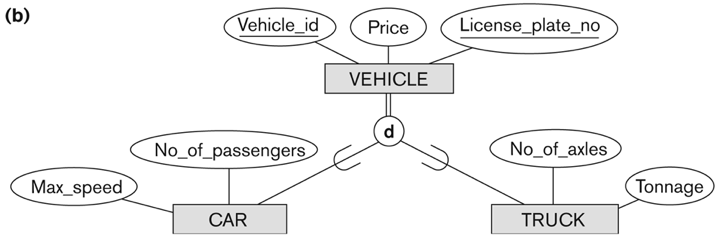 (b)
Vehicle_id
Price
License_plate_no
VEHICLE
d
No_of_passengers
No_of_axles
Max_speed
Tonnage
CAR
TRUCK